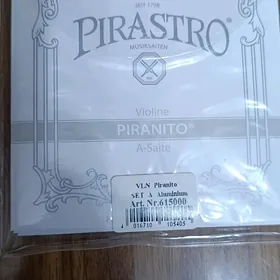 SEIT 1798
PIRASTRO
MUSIKSAITEN
Violine
PIRANITO®
A-Saite
VLN Piranito
SET A Aluminium
Art. Nr.615000
4 016710 105405